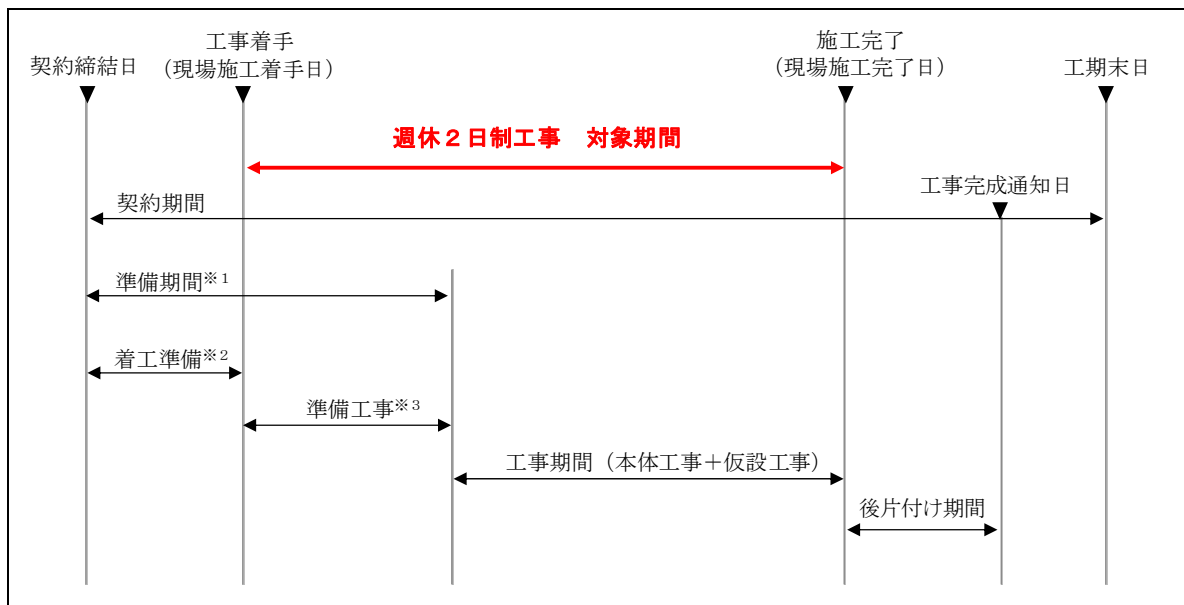 契約締結日
工事着手
(現場施工着手日)
施工完了
(現場施工完了日)
工期末日
週休２日制工事　対象期間
工事完成通知日
契約期間
準備期間※1
着工準備※2
準備工事※3
工事期間（本体工事＋仮設工事）
後片付け期間